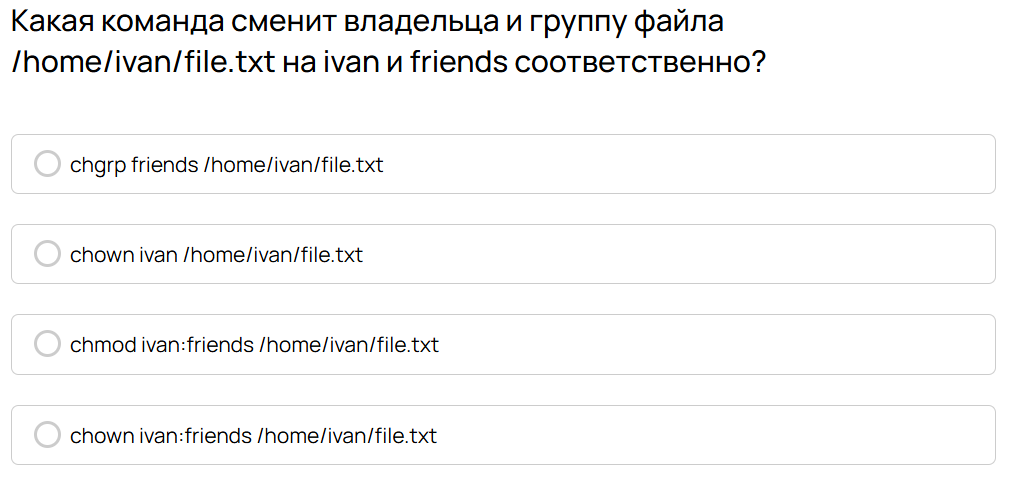 Какая команда сменит владельца и группу файла
/home/ivan/file.txt на ivan и friends соответственно?
chgrp friends /home/ivan/file.txt
chown ivan /home/ivan/file.txt
chmod ivan:friends /home/ivan/file.txt
chown ivan:friends /home/ivan/file.txt